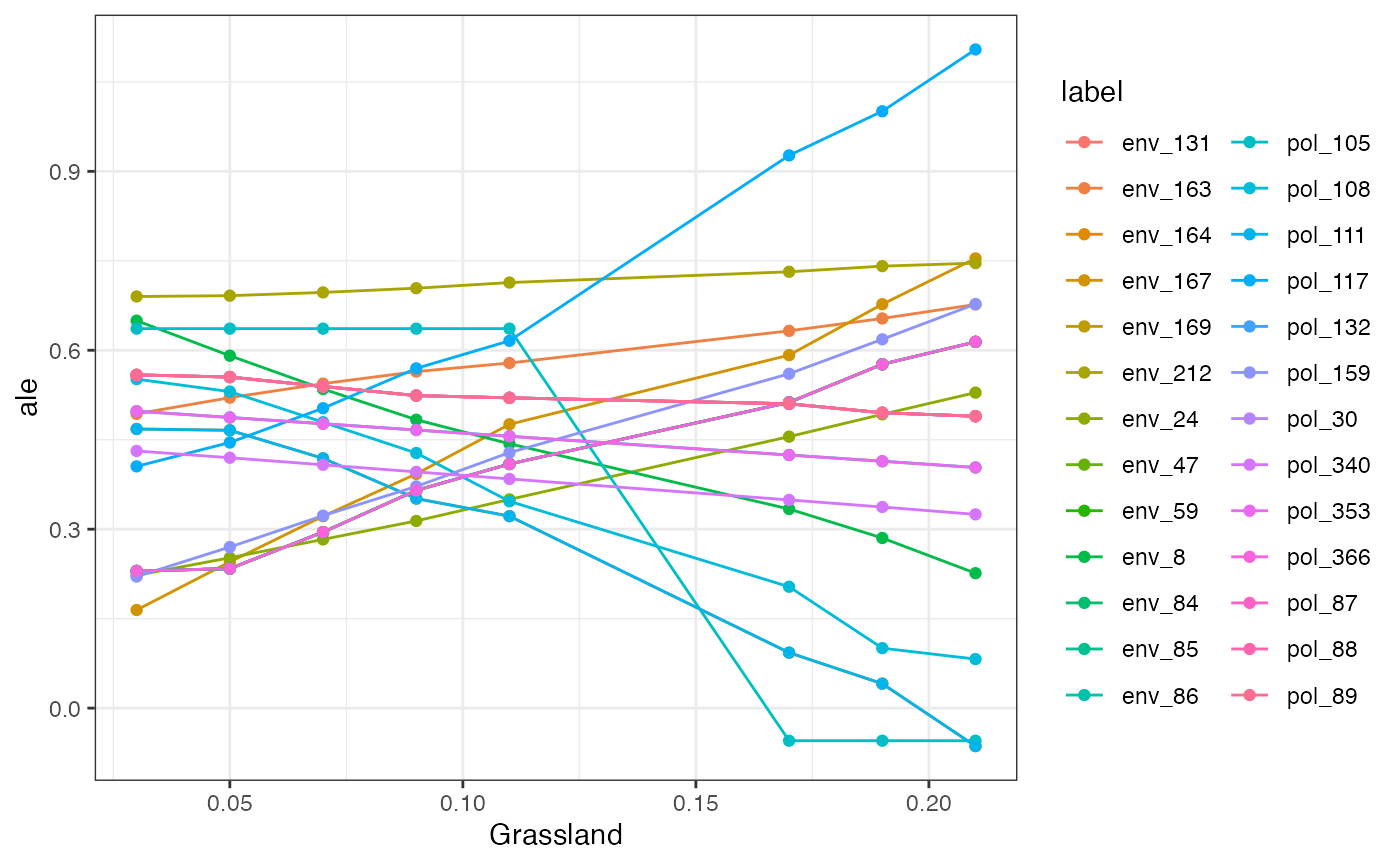 label
env_131 pol_105
env_163 pol_108
env_164 pol_111
env_167 pol_117
env_169 pol_132
env_212 pol_159
env_24 pol_30
env_47 pol_340
env_59 pol_353
env_8 pol_366
env_84 pol_87
env_85 pol_88
env_86 pol_89
ale
0.9
0.6
0.3
0.0
0.05 0.10 0.15 0.20
Grassland